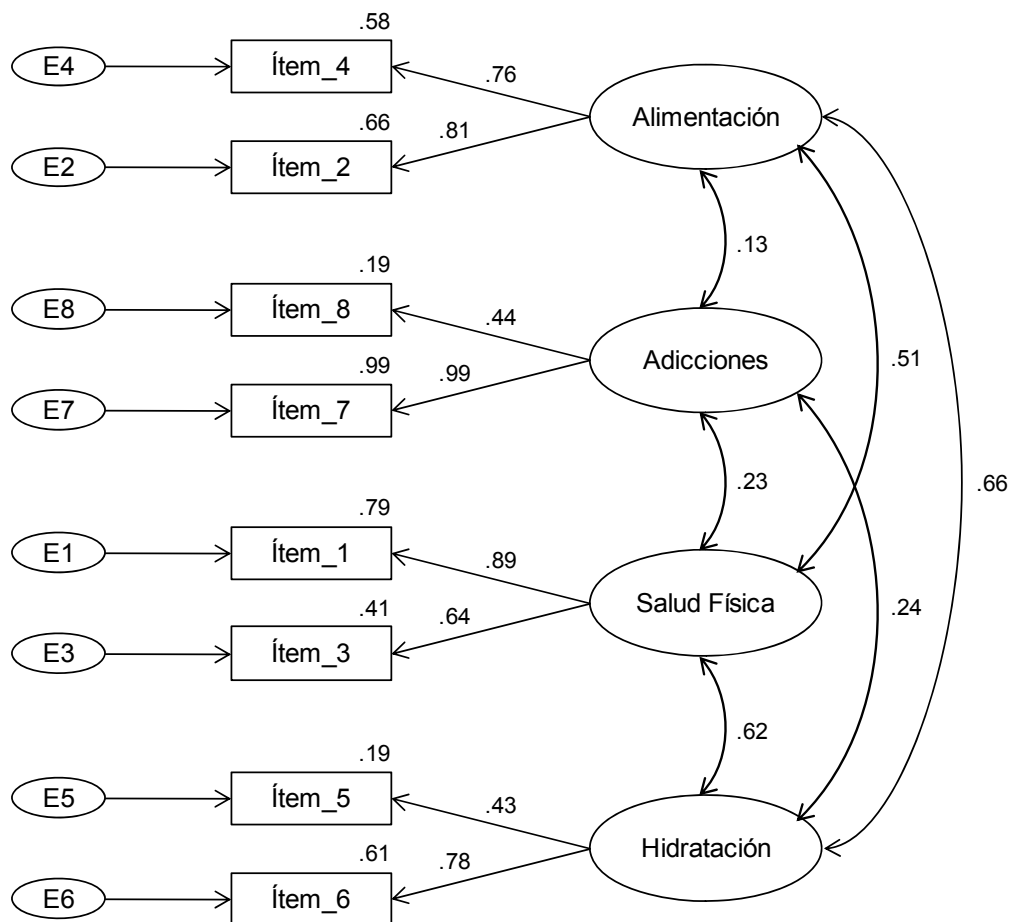 .58
E4
Ítem_4
.76
Alimentación
.66
.81
E2
Ítem_2
.13
.19
E8
Ítem_8
.44
Adicciones
.51
.99
.99
E7
Ítem_7
.23
.66
.79
E1
Ítem_1
.89
Salud Física
.24
.41
.64
E3
Ítem_3
.62
.19
E5
Ítem_5
.43
Hidratación
.61
.78
E6
Ítem_6